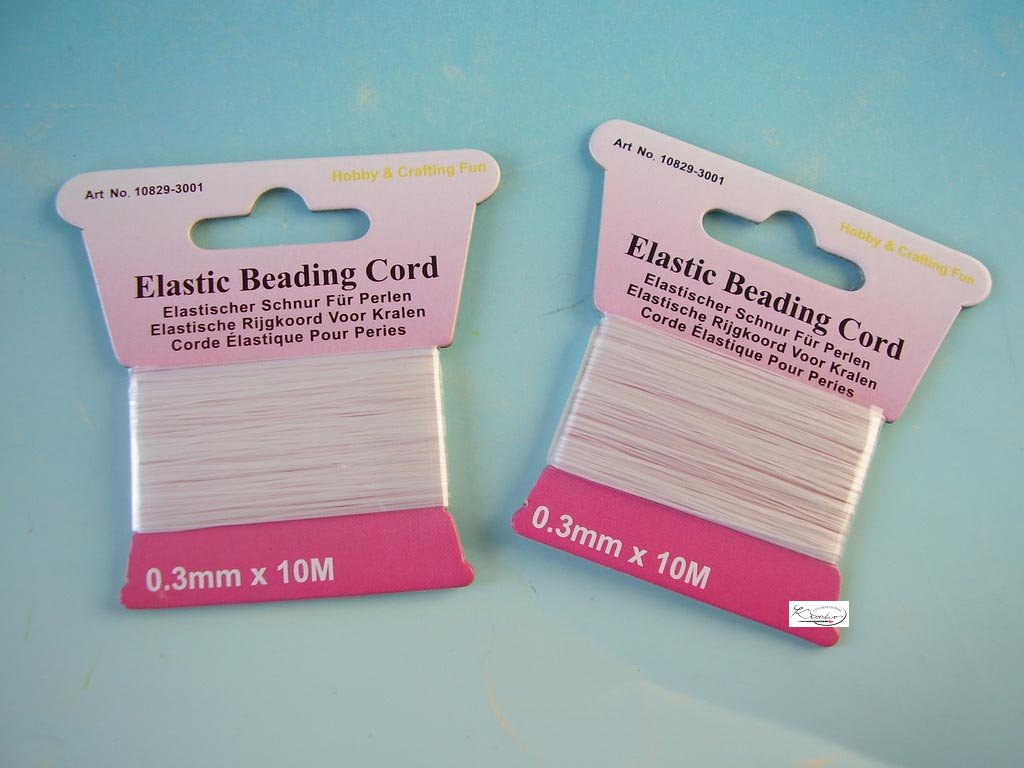 Art No. 10829-3001
Hobby & Crafting Fun
Elastic Beading Cord
Elastischer Schnur Für Perlen
Elastische Rijgkoord Voor Kralen
Corde Élastique Pour Peries
0.3mm x 10M
Art No. 10829-3001
Hobby & Crafting Fun
Elastic Beading Cord
Elastischer Schnur Für Perlen
Elastische Rijgkoord Voor Kralen
Corde Élastique Pour Peries
0.3mm x 10M